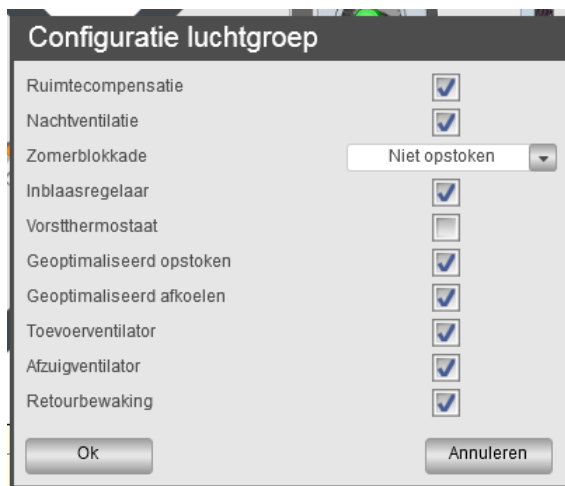 Configuratie luchtgroep
Ruimtecompensatie
Nachtventilatie
Zomerblokkade Niet opstoken
Inblaasregelaar
Vorstthermostaat
Geoptimaliseerd opstoken
Geoptimaliseerd afkoelen
Toevoerventilator
Afzuigventilator
Retourbewaking
Ok Annuleren